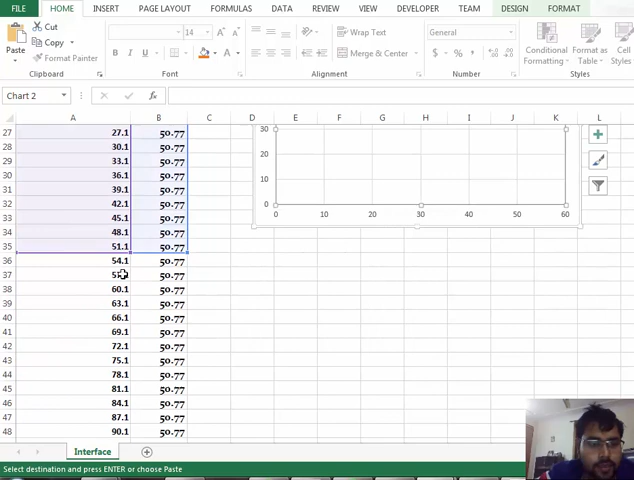 FILE HOME INSERT PAGE LAYOUT FORMULAS DATA REVIEW VIEW DEVELOPER TEAM DESIGN FORMAT
Cut
Copy
Format Painter
Paste
Clipboard
14
B I U
Font
Wrap Text
Merge & Center
Alignment
General
$ % ,
Number
Conditional Formatting
Format as Table
Cell Styles
Styles
Chart 2
fx
A B C D E F G H I J K L
27 27.1 50.77
28 30.1 50.77
29 33.1 50.77
30 36.1 50.77
31 39.1 50.77
32 42.1 50.77
33 45.1 50.77
34 48.1 50.77
35 51.1 50.77
36 54.1 50.77
37 50.77
38 60.1 50.77
39 63.1 50.77
40 66.1 50.77
41 69.1 50.77
42 72.1 50.77
43 75.1 50.77
44 78.1 50.77
45 81.1 50.77
46 84.1 50.77
47 87.1 50.77
48 90.1 50.77
30
20
10
0
0 10 20 30 40 50 60
Interface
Select destination and press ENTER or choose Paste